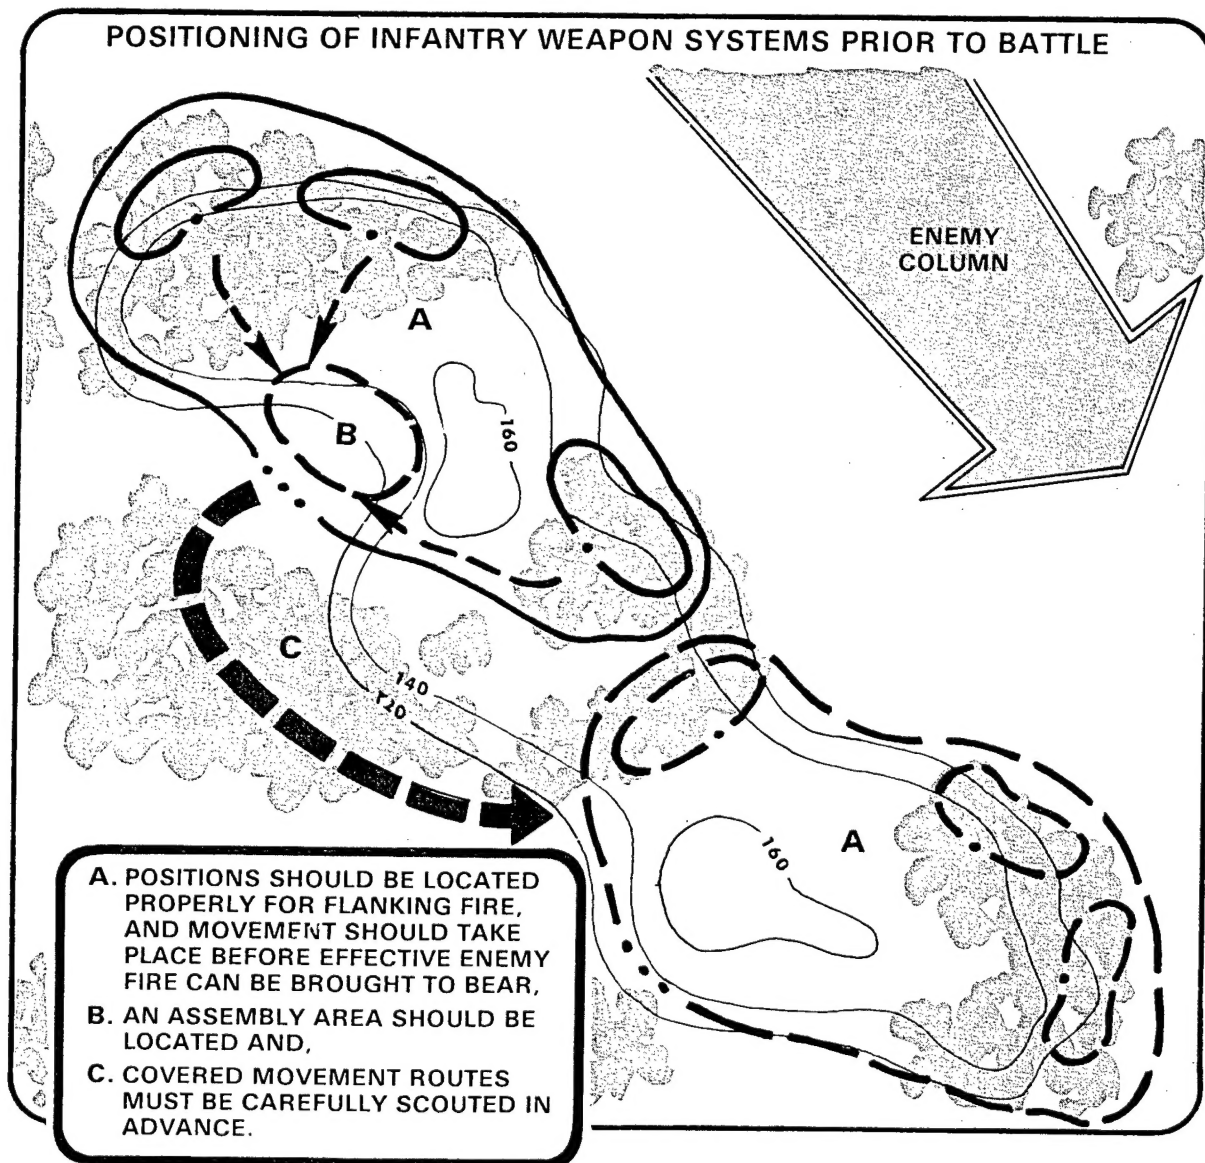 POSITIONING OF INFANTRY WEAPON SYSTEMS PRIOR TO BATTLE
ENEMY
COLUMN
A
B
160
C
140
120
A
160
A. POSITIONS SHOULD BE LOCATED
PROPERLY FOR FLANKING FIRE,
AND MOVEMENT SHOULD TAKE
PLACE BEFORE EFFECTIVE ENEMY
FIRE CAN BE BROUGHT TO BEAR,
B. AN ASSEMBLY AREA SHOULD BE
LOCATED AND,
C. COVERED MOVEMENT ROUTES
MUST BE CAREFULLY SCOUTED IN
ADVANCE.